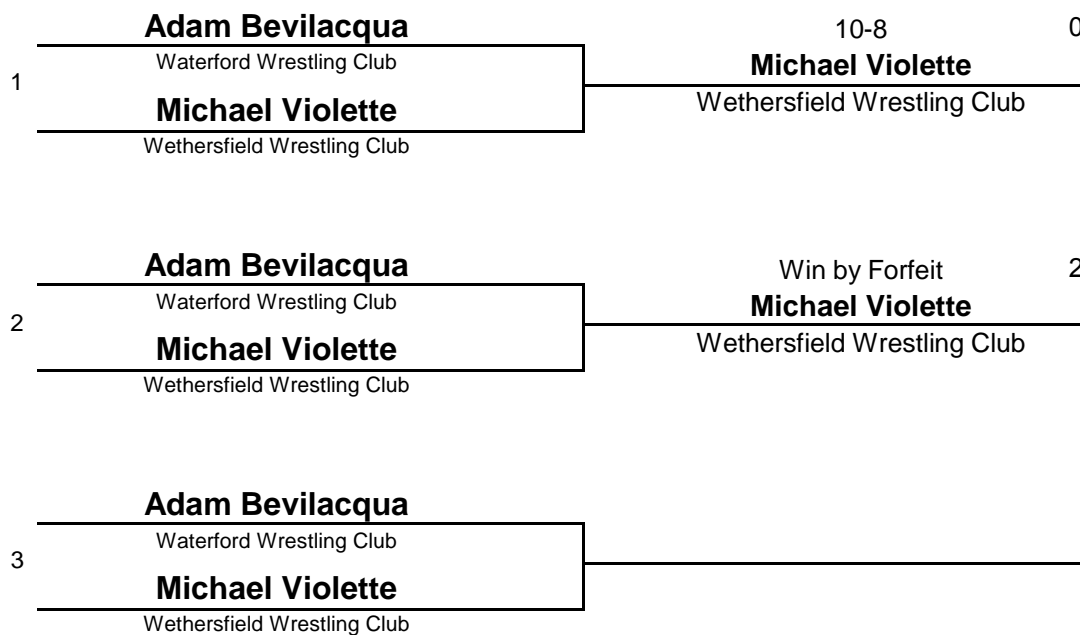 Adam Bevilacqua
Waterford Wrestling Club
1
Michael Violette
Wethersfield Wrestling Club
10-8
0
Michael Violette
Wethersfield Wrestling Club
Adam Bevilacqua
Waterford Wrestling Club
2
Michael Violette
Wethersfield Wrestling Club
Win by Forfeit
2
Michael Violette
Wethersfield Wrestling Club
Adam Bevilacqua
Waterford Wrestling Club
3
Michael Violette
Wethersfield Wrestling Club